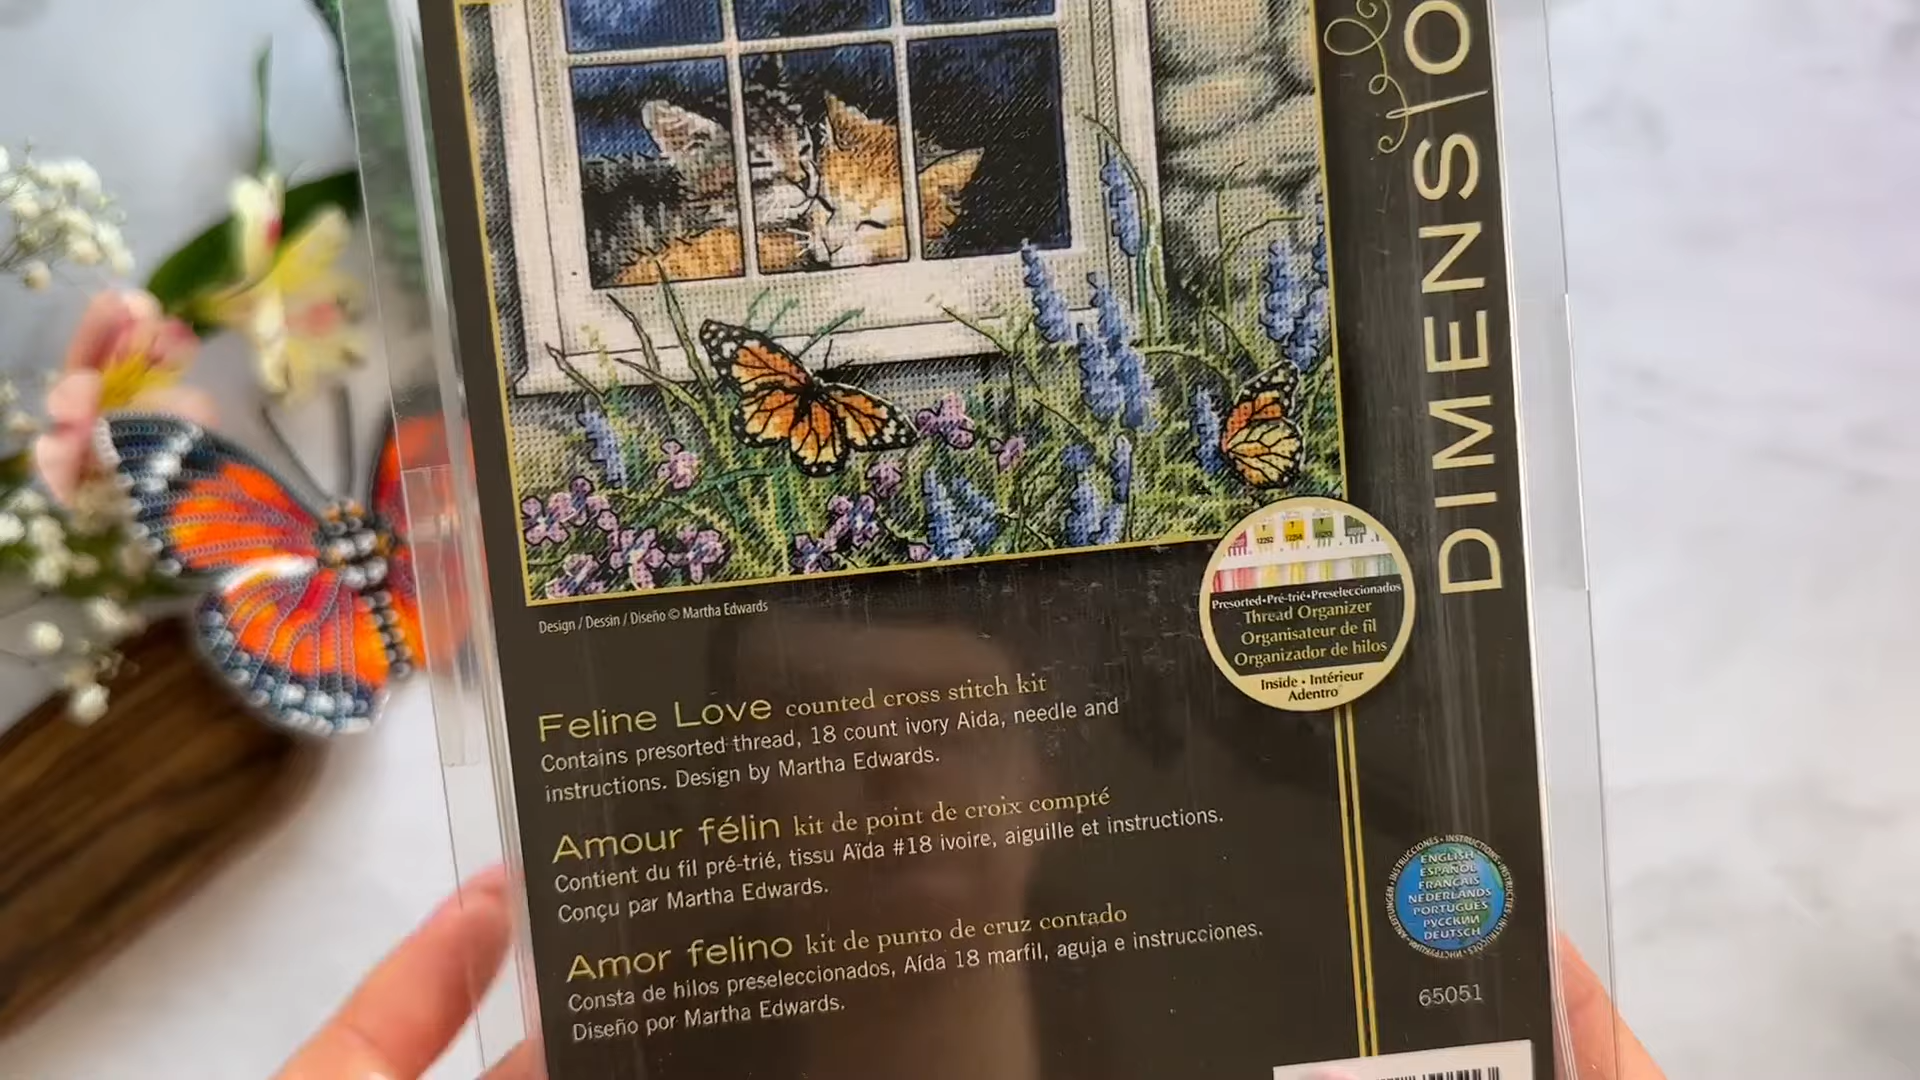 DIMENSIO
Design / Dessin / Diseño © Martha Edwards
Presorted•Pré-trié•Preseleccionados
Thread Organizer
Organisateur de fil
Organizador de hilos
Inside • Intérieur
Adentro
Feline Love counted cross stitch kit
Contains presorted thread, 18 count ivory Aida, needle and
instructions. Design by Martha Edwards.
Amour félin kit de point de croix compté
Contient du fil pré-trié, tissu Aïda #18 ivoire, aiguille et instructions.
Conçu par Martha Edwards.
Amor felino kit de punto de cruz contado
Consta de hilos preseleccionados, Aída 18 marfil, aguja e instrucciones.
Diseño por Martha Edwards.
ENGLISH
ESPAÑOL
FRANÇAIS
NEDERLANDS
PORTUGUÊS
РУССКИЙ
DEUTSCH
65051